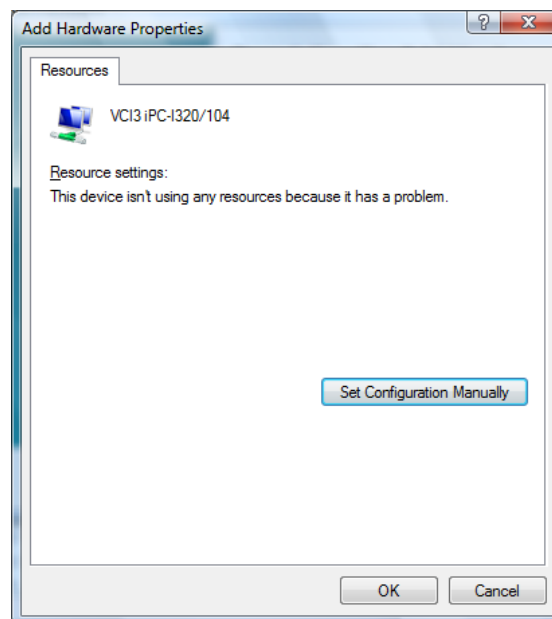 Add Hardware Properties
Resources
VCI3 iPC-I320/104
Resource settings:
This device isn't using any resources because it has a problem.
Set Configuration Manually
OK
Cancel